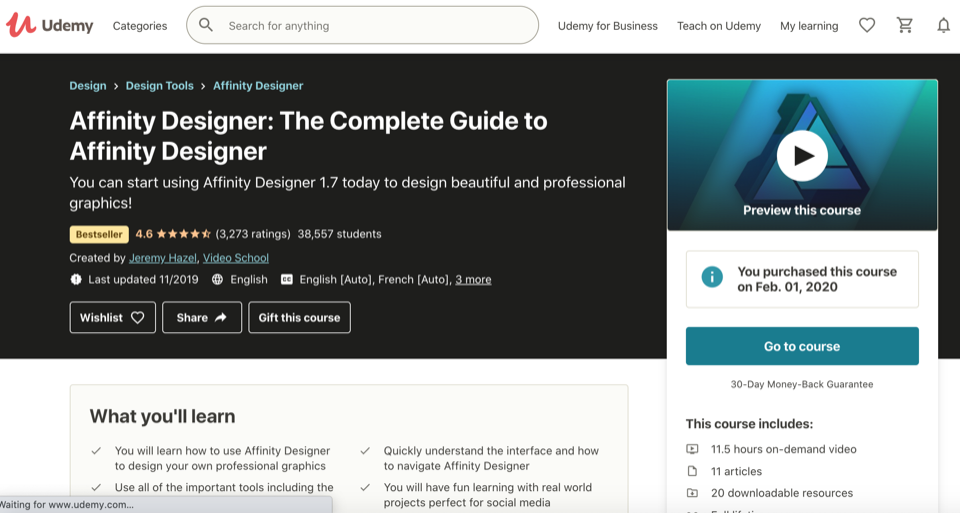 Udemy
Categories
Search for anything
Udemy for Business
Teach on Udemy
My learning
Design > Design Tools > Affinity Designer
Affinity Designer: The Complete Guide to
Affinity Designer
You can start using Affinity Designer 1.7 today to design beautiful and professional
graphics!
Bestseller 4.6 (3,273 ratings) 38,557 students
Created by Jeremy Hazel, Video School
Last updated 11/2019 English CC English [Auto], French [Auto], 3 more
Wishlist
Share
Gift this course
Preview this course
You purchased this course
on Feb. 01, 2020
Go to course
30-Day Money-Back Guarantee
This course includes:
11.5 hours on-demand video
11 articles
20 downloadable resources
What you'll learn
You will learn how to use Affinity Designer
to design your own professional graphics
Use all of the important tools including the
Quickly understand the interface and how
to navigate Affinity Designer
You will have fun learning with real world
projects perfect for social media
Waiting for www.udemy.com...